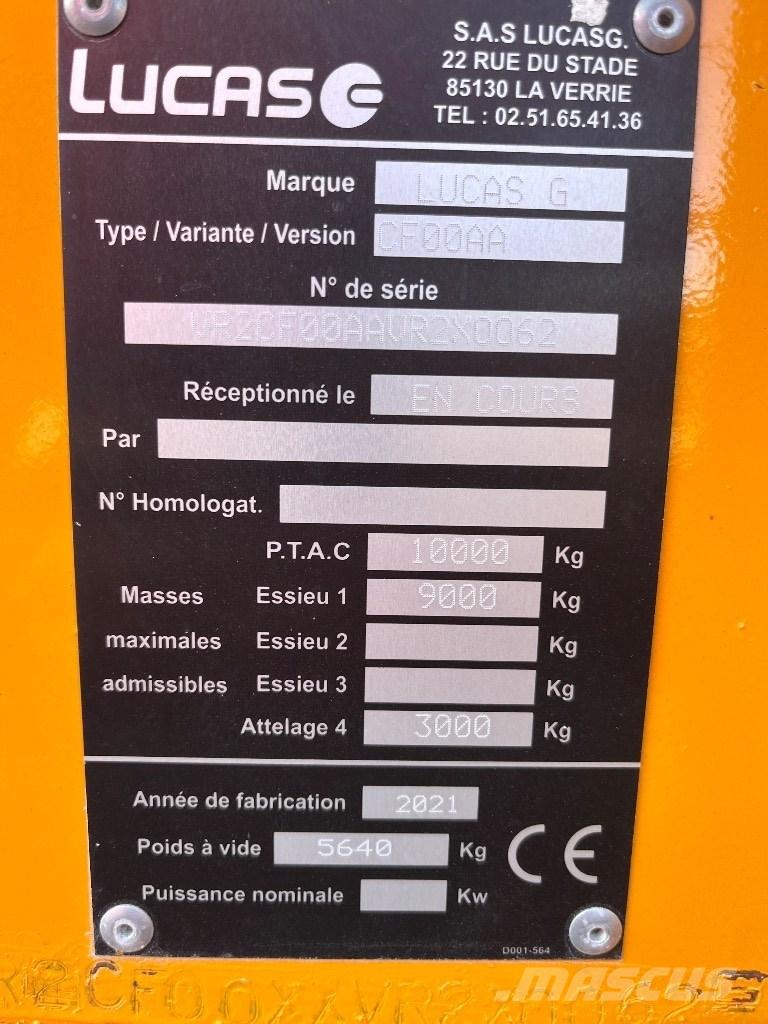 LUCAS G
S.A.S LUCASG.
22 RUE DU STADE
85130 LA VERRIE
TEL : 02.51.65.41.36
Marque LUCAS G
Type / Variante / Version CF00AA
N° de série
VR2CF00AAVR2X0062
Réceptionné le EN COURS
Par
N° Homologat.
P.T.A.C 10000 Kg
Masses Essieu 1 9000 Kg
maximales Essieu 2 Kg
admissibles Essieu 3 Kg
Attelage 4 3000 Kg
Année de fabrication 2021
Poids à vide 5640 Kg
CE
Puissance nominale Kw
D001-564
MASCUS